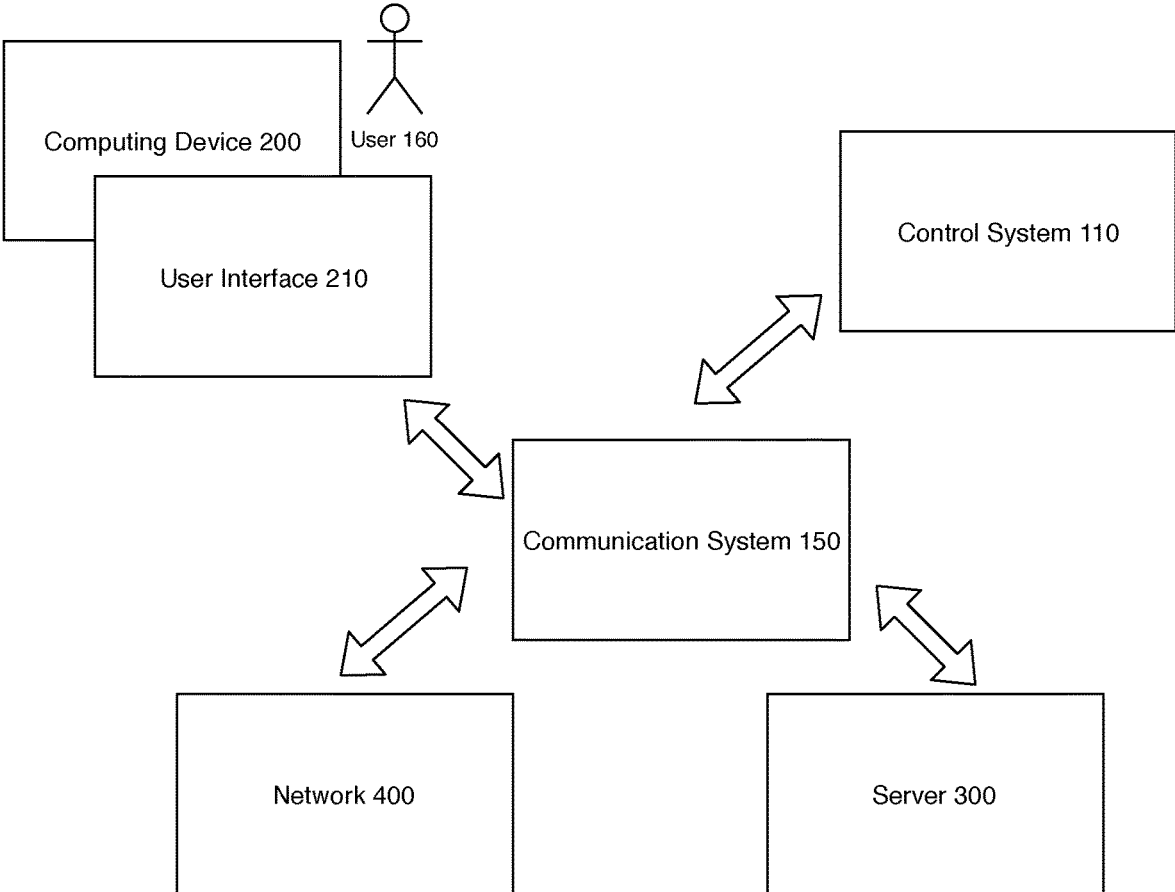 Computing Device 200
User 160
User Interface 210
Control System 110
Communication System 150
Network 400
Server 300